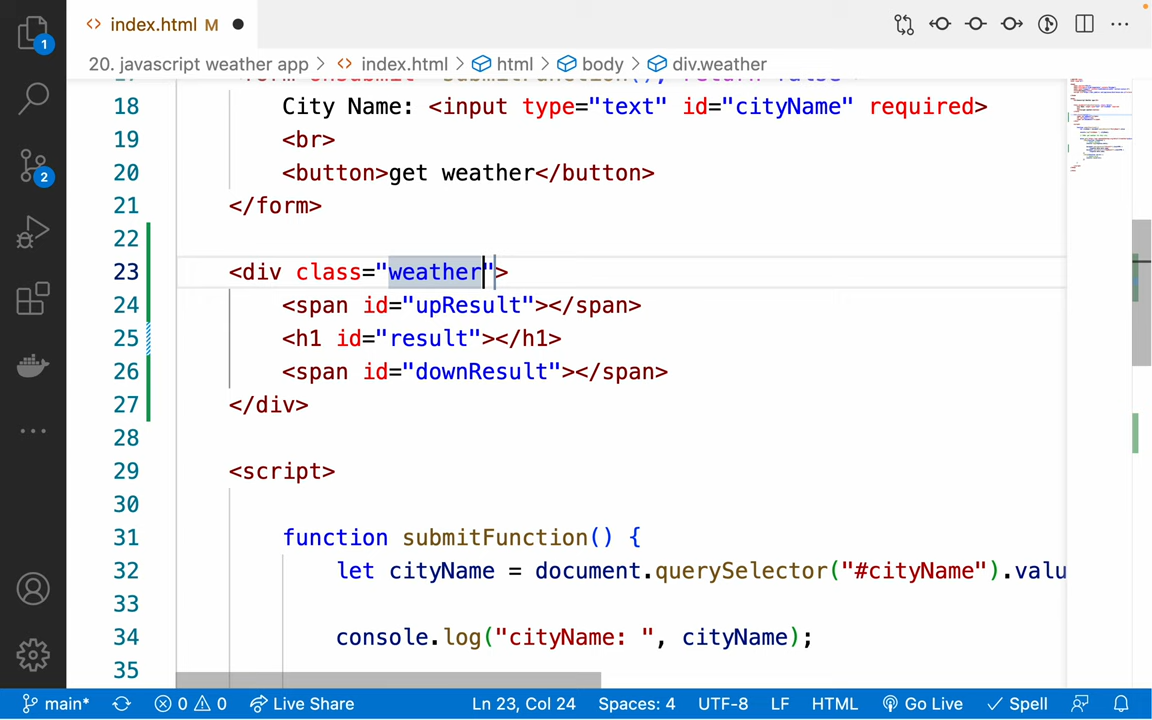 index.html M
20. javascript weather app > index.html > html > body > div.weather
18 City Name: <input type="text" id="cityName" required>
19 <br>
20 <button>get weather</button>
21 </form>
22
23 <div class="weather">
24 <span id="upResult"></span>
25 <h1 id="result"></h1>
26 <span id="downResult"></span>
27 </div>
28
29 <script>
30
31 function submitFunction() {
32 let cityName = document.querySelector("#cityName").valu
33
34 console.log("cityName: ", cityName);
35
1
2
main* 0 0 Live Share Ln 23, Col 24 Spaces: 4 UTF-8 LF HTML Go Live Spell